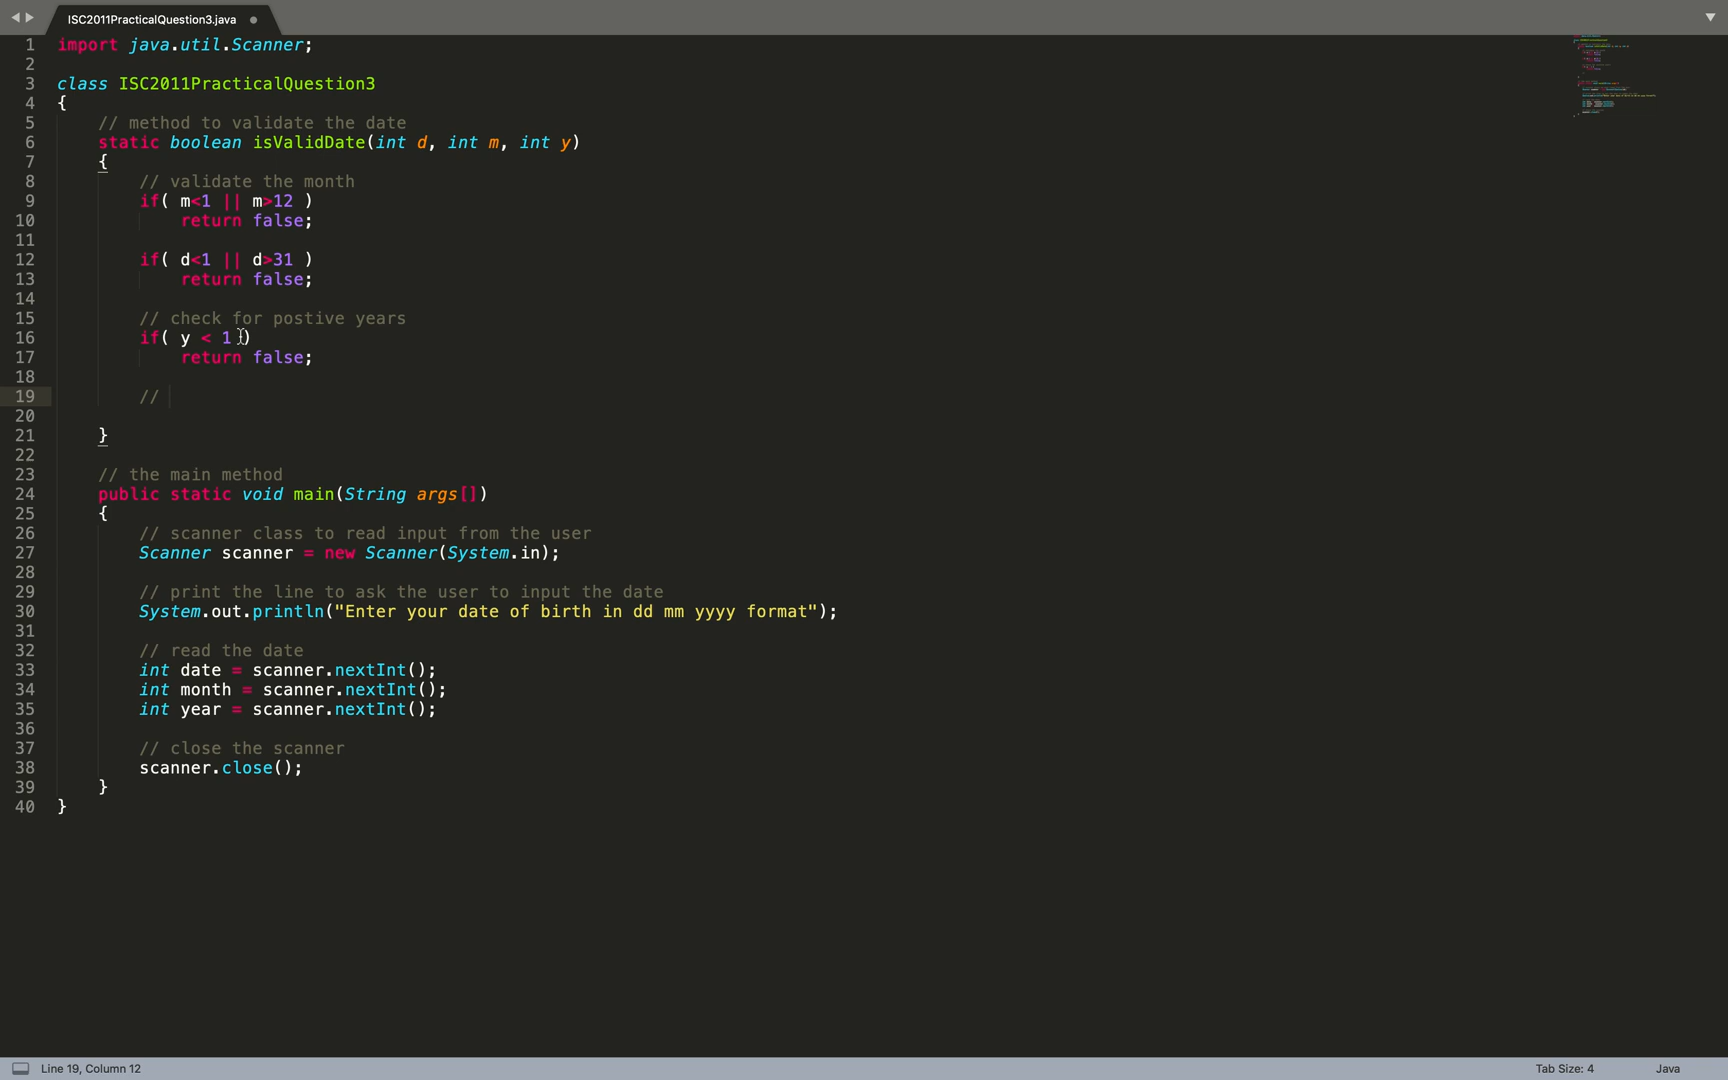 ISC2011PracticalQuestion3.java
1 import java.util.Scanner;
2
3 class ISC2011PracticalQuestion3
4 {
5 // method to validate the date
6 static boolean isValidDate(int d, int m, int y)
7 {
8 // validate the month
9 if( m<1 || m>12 )
10 return false;
11
12 if( d<1 || d>31 )
13 return false;
14
15 // check for postive years
16 if( y < 1 )
17 return false;
18
19 //
20
21 }
22
23 // the main method
24 public static void main(String args[])
25 {
26 // scanner class to read input from the user
27 Scanner scanner = new Scanner(System.in);
28
29 // print the line to ask the user to input the date
30 System.out.println("Enter your date of birth in dd mm yyyy format");
31
32 // read the date
33 int date = scanner.nextInt();
34 int month = scanner.nextInt();
35 int year = scanner.nextInt();
36
37 // close the scanner
38 scanner.close();
39 }
40 }
Line 19, Column 12
Tab Size: 4
Java